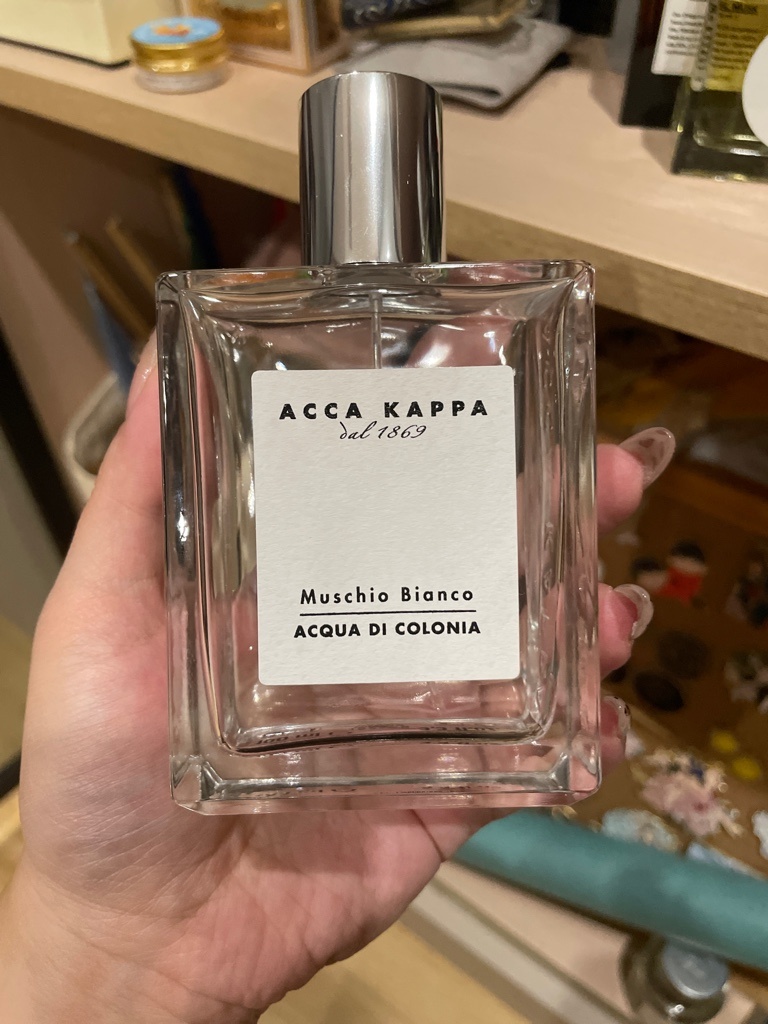 ACCA KAPPA
dal 1869
Muschio Bianco
ACQUA DI COLONIA